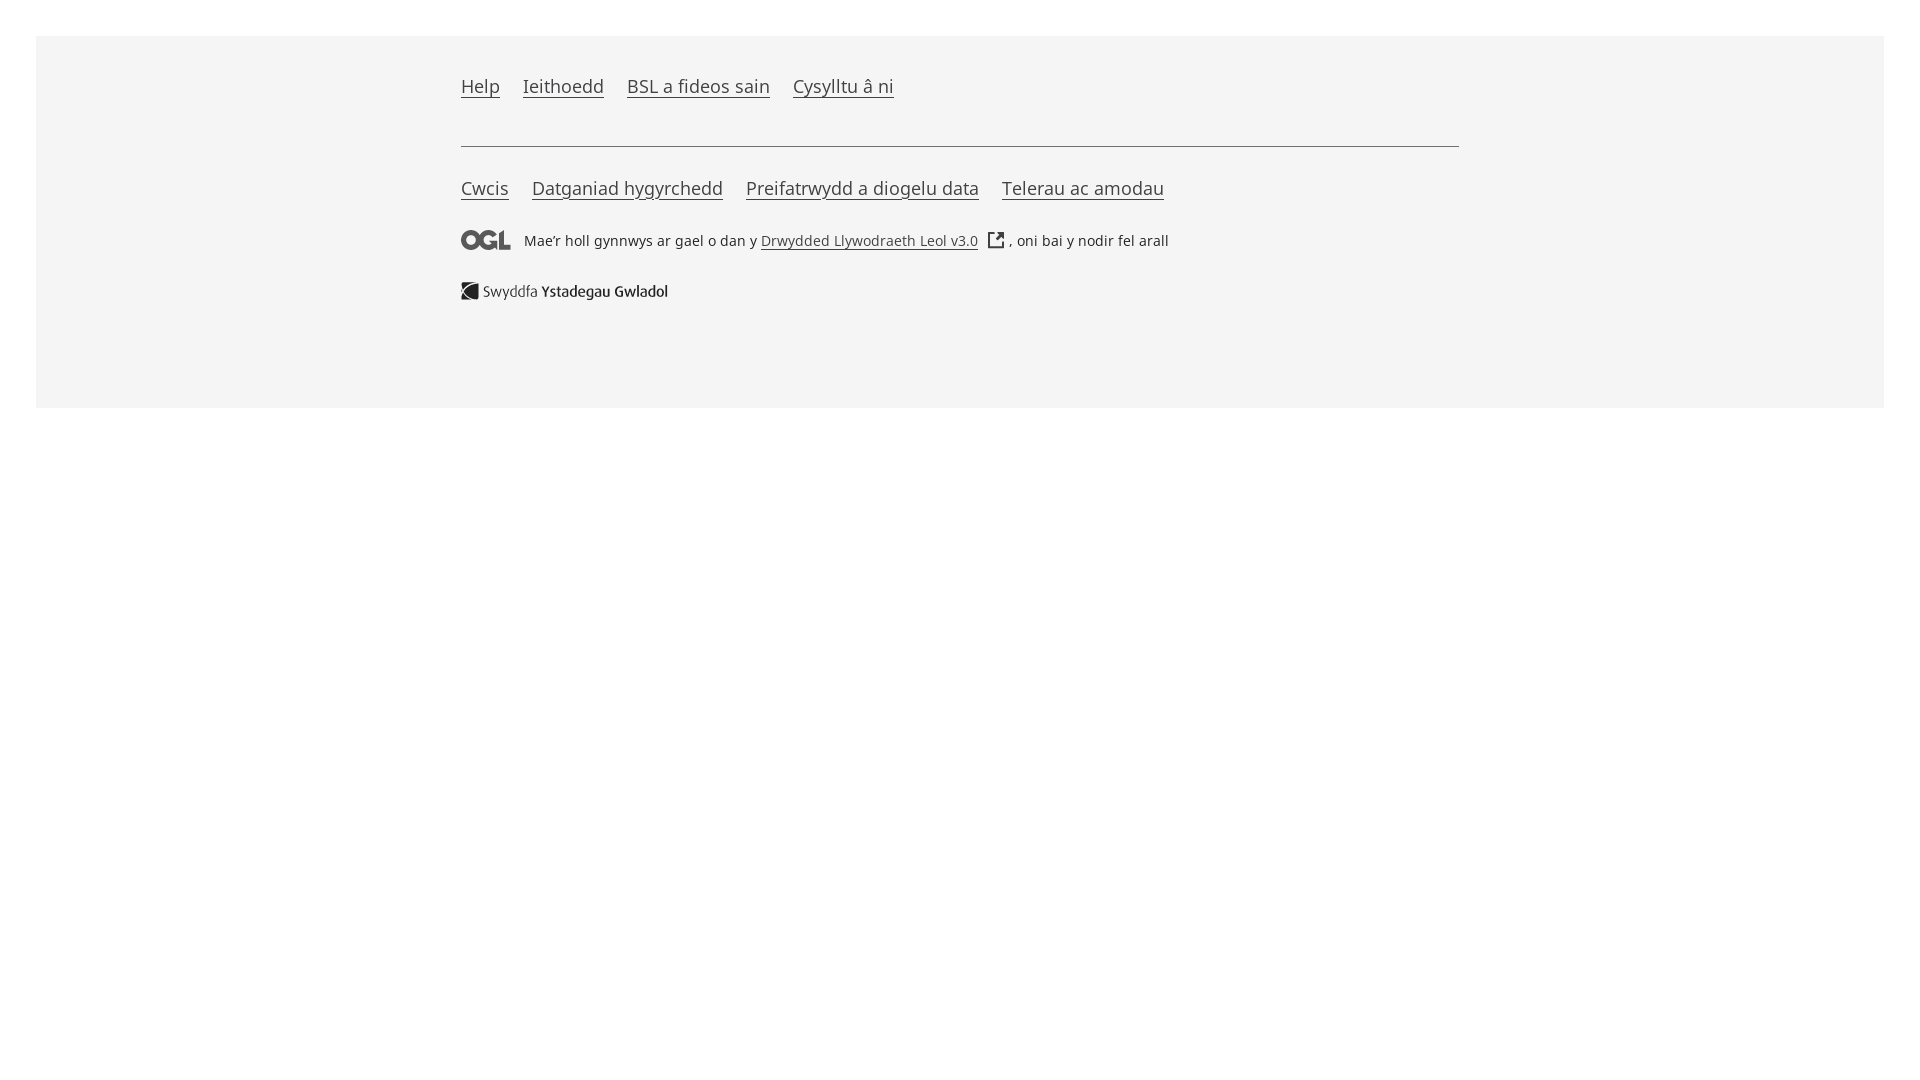 Help Ieithoedd BSL a fideos sain Cysylltu â ni
Cwcis Datganiad hygyrchedd Preifatrwydd a diogelu data Telerau ac amodau
OGL Mae’r holl gynnwys ar gael o dan y Drwydded Llywodraeth Leol v3.0 , oni bai y nodir fel arall
Swyddfa Ystadegau Gwladol